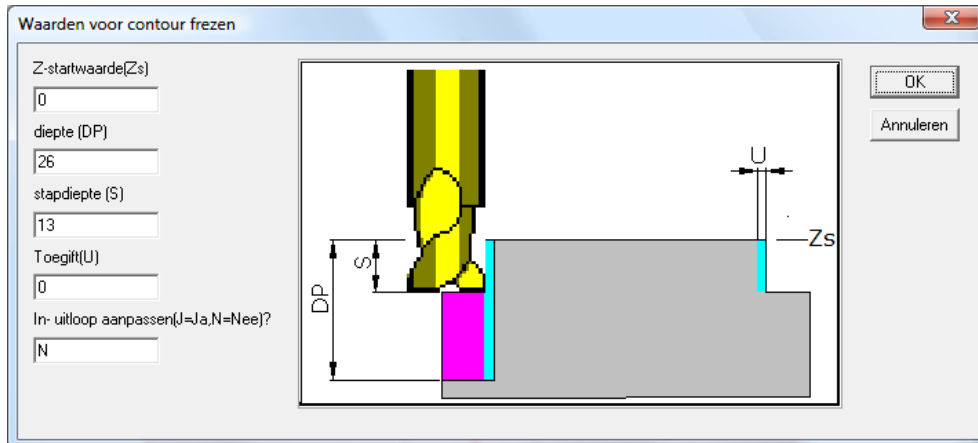 Waarden voor contour frezen
Z-startwaarde(Zs)
0
diepte (DP)
26
stapdiepte (S)
13
Toegift(U)
0
In- uitloop aanpassen(J=Ja,N=Nee)?
N
U
Zs
S
DP
OK
Annuleren